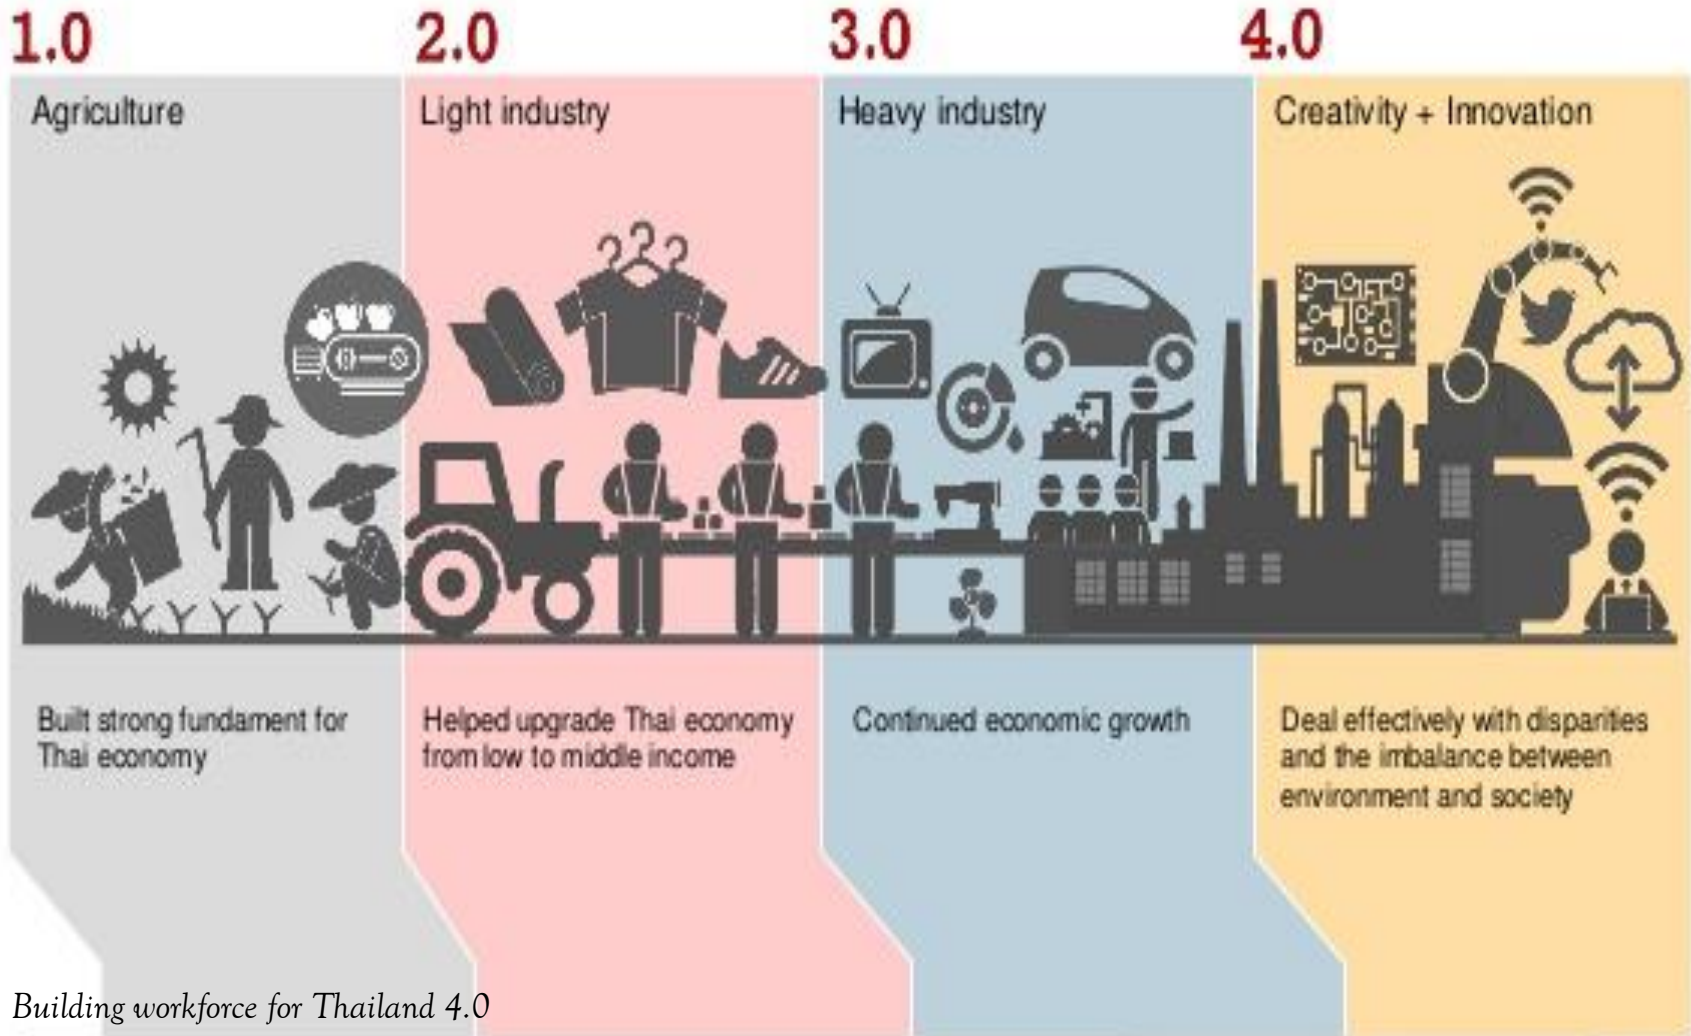 1.0
2.0
3.0
4.0
Agriculture
Light industry
Heavy industry
Creativity + Innovation
Built strong fundament for
Thai economy
Helped upgrade Thai economy
from low to middle income
Continued economic growth
Deal effectively with disparities
and the imbalance between
environment and society
Building workforce for Thailand 4.0